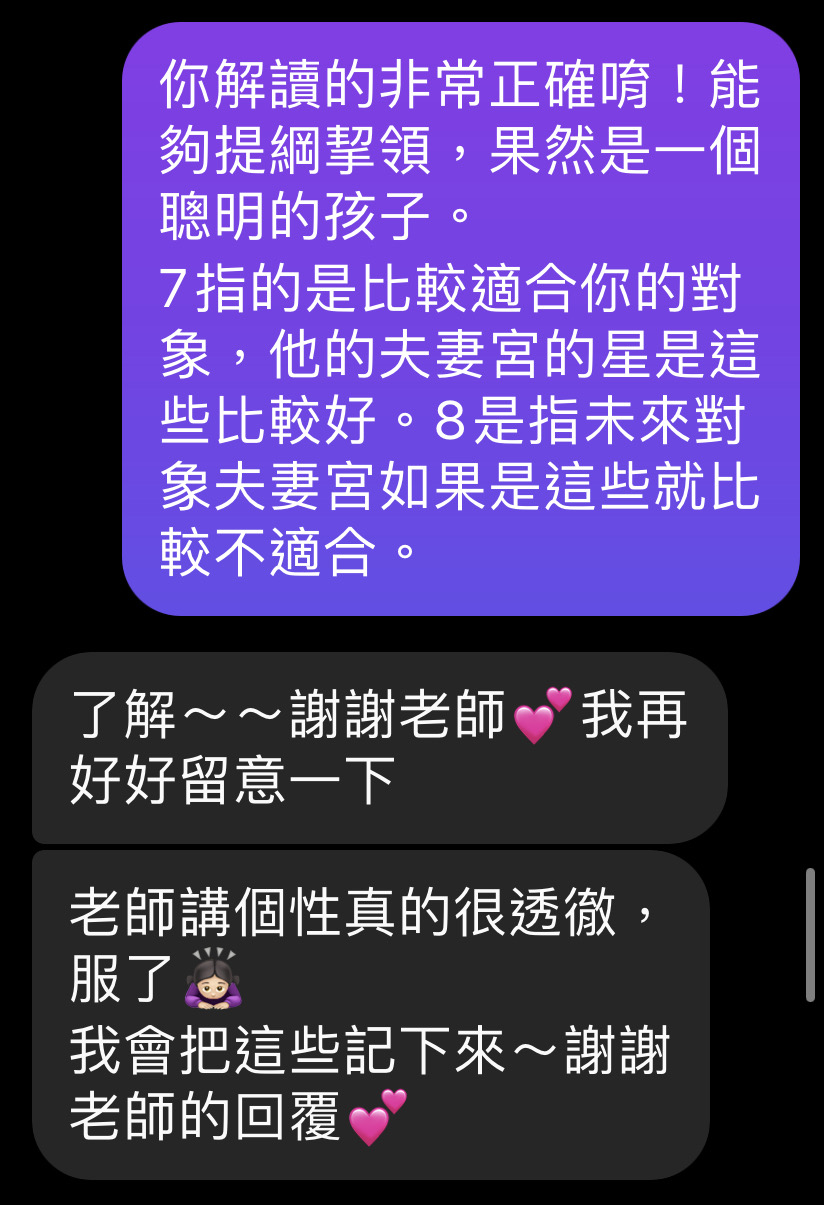 你解讀的非常正確唷！能
夠提綱挈領，果然是一個
聰明的孩子。
7指的是比較適合你的對
象，他的夫妻宮的星是這
些比較好。8是指未來對
象夫妻宮如果是這些就比
較不適合。
了解～～謝謝老師💕我再
好好留意一下
老師講個性真的很透徹，
服了🙇🏻‍♀️
我會把這些記下來～謝謝
老師的回覆💕